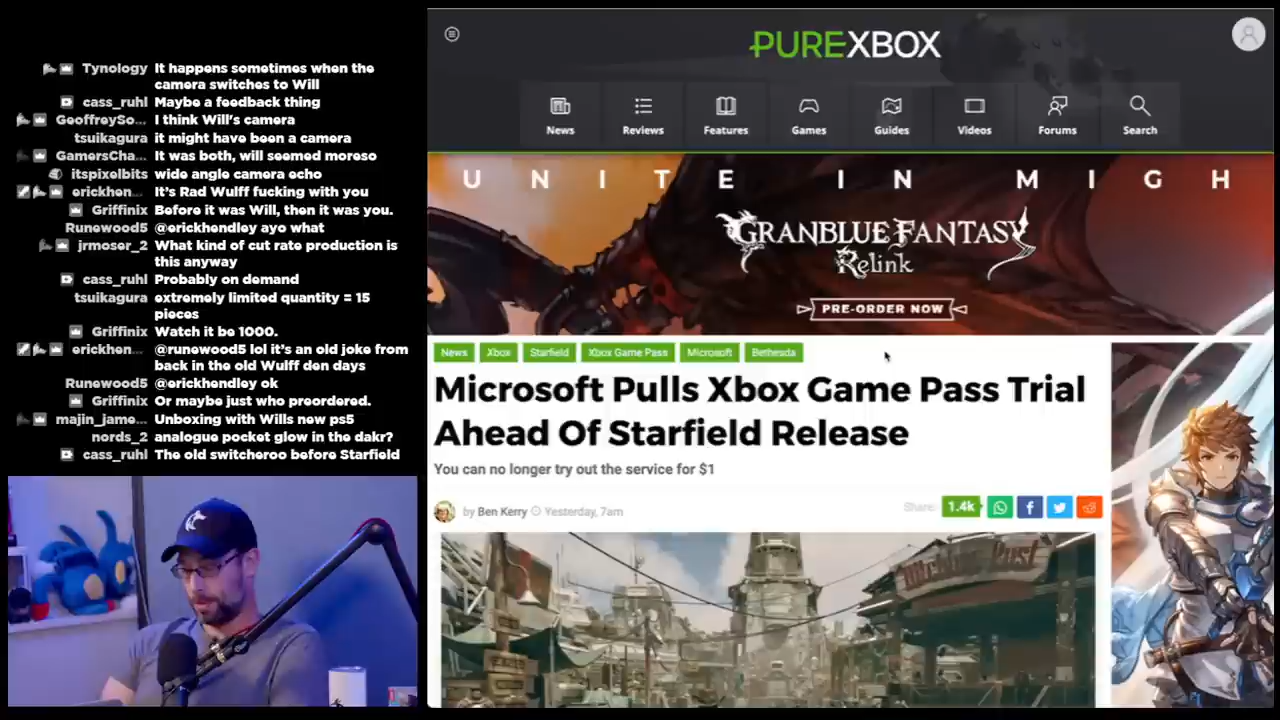 Tynology It happens sometimes when the
camera switches to Will
cass_ruhl Maybe a feedback thing
GeoffreySo... I think Will's camera
tsuikagura it might have been a camera
GamersCha... It was both, will seemed moreso
itspixelbits wide angle camera echo
erickhen... It's Rad Wulff fucking with you
Griffinix Before it was Will, then it was you.
Runewood5 @erickhendley ayo what
jrmoser_2 What kind of cut rate production is
this anyway
cass_ruhl Probably on demand
tsuikagura extremely limited quantity = 15
pieces
Griffinix Watch it be 1000.
erickhen... @runewood5 lol it's an old joke from
back in the old Wulff den days
Runewood5 @erickhendley ok
Griffinix Or maybe just who preordered.
majin_jame... Unboxing with Wills new ps5
nords_2 analogue pocket glow in the dakr?
cass_ruhl The old switcheroo before Starfield
PUREXBOX
News Reviews Features Games Guides Videos Forums Search
UNITE IN MIGH
GRANBLUE FANTASY
Relink
PRE-ORDER NOW
News Xbox Starfield Xbox Game Pass Microsoft Bethesda
Microsoft Pulls Xbox Game Pass Trial
Ahead Of Starfield Release
You can no longer try out the service for $1
by Ben Kerry Yesterday, 7am
Share: 1.4k